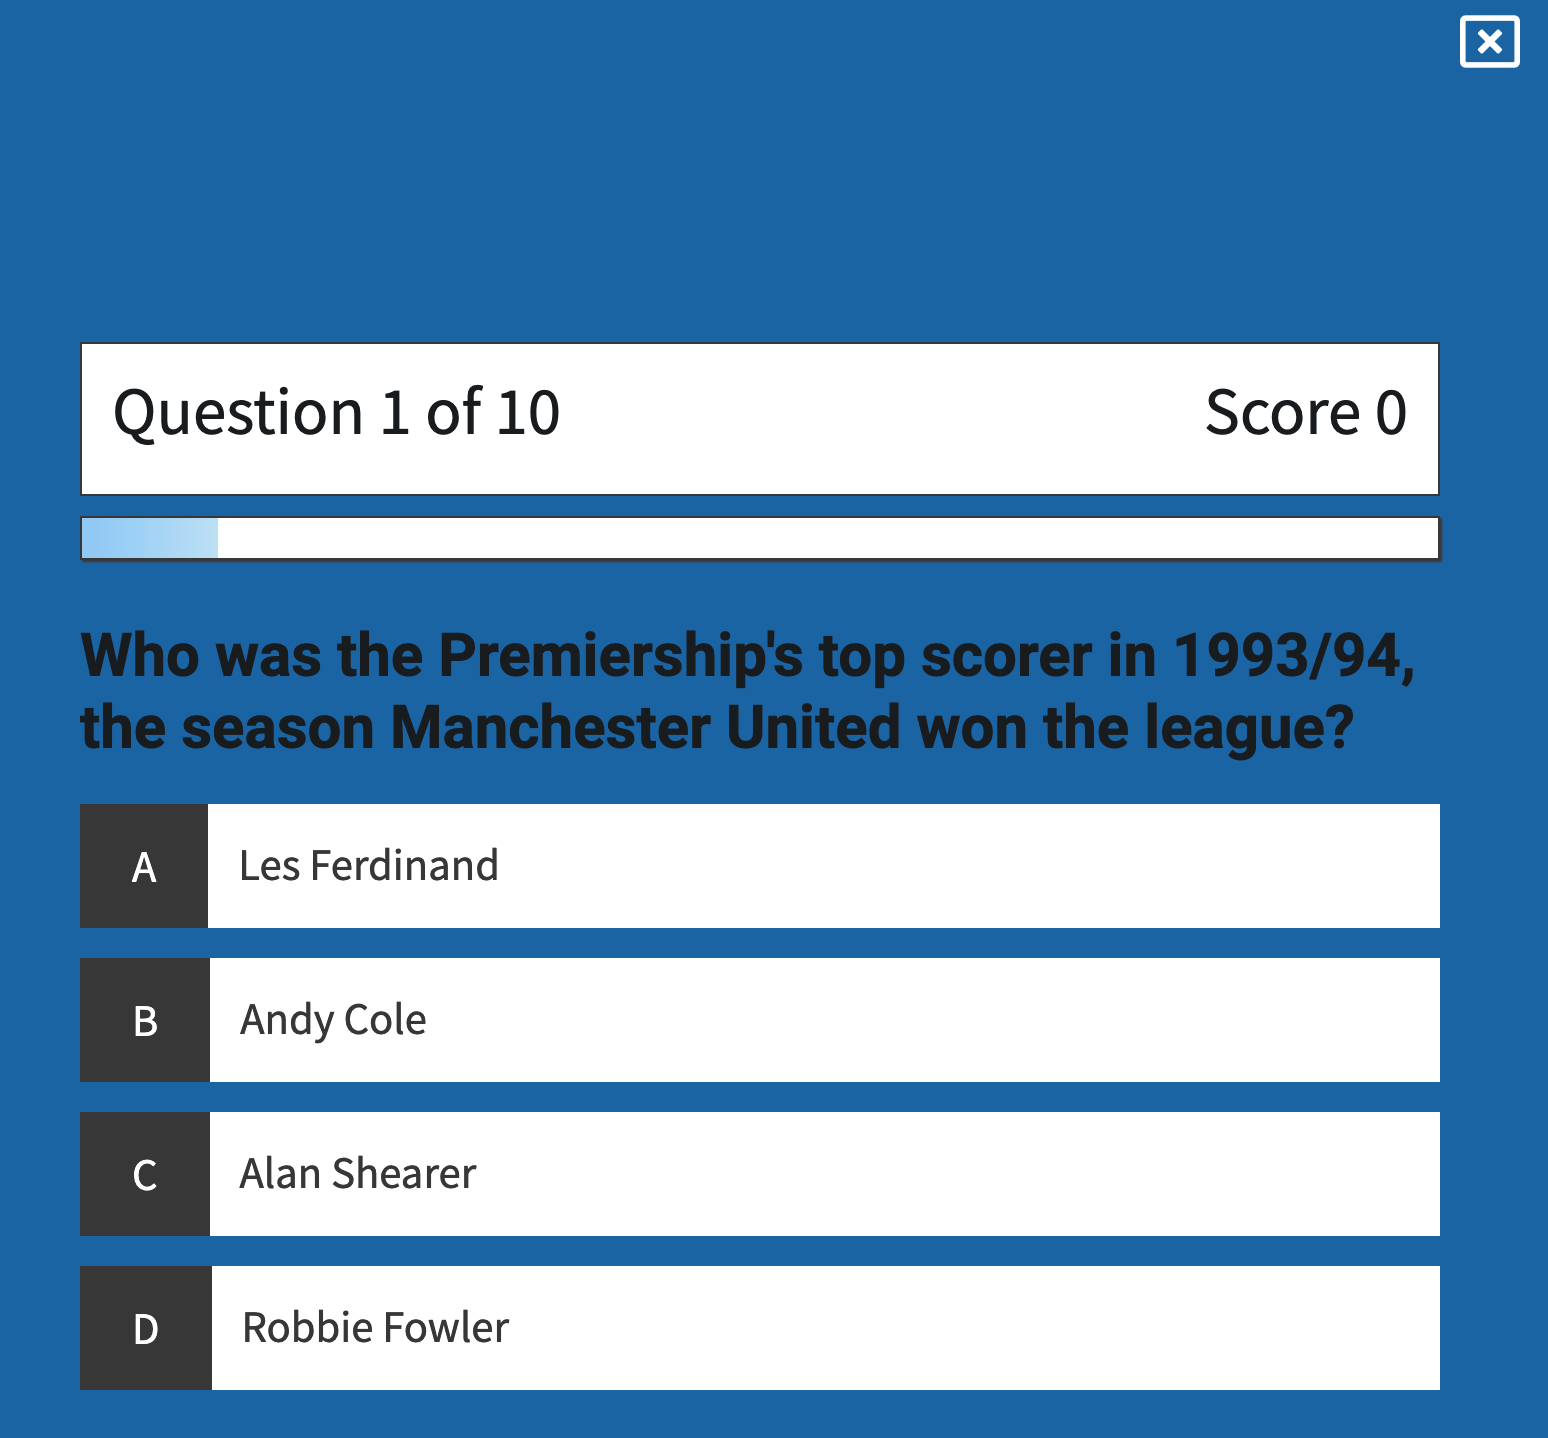 Question 1 of 10
Score 0
Who was the Premiership's top scorer in 1993/94,
the season Manchester United won the league?
A Les Ferdinand
B Andy Cole
C Alan Shearer
D Robbie Fowler